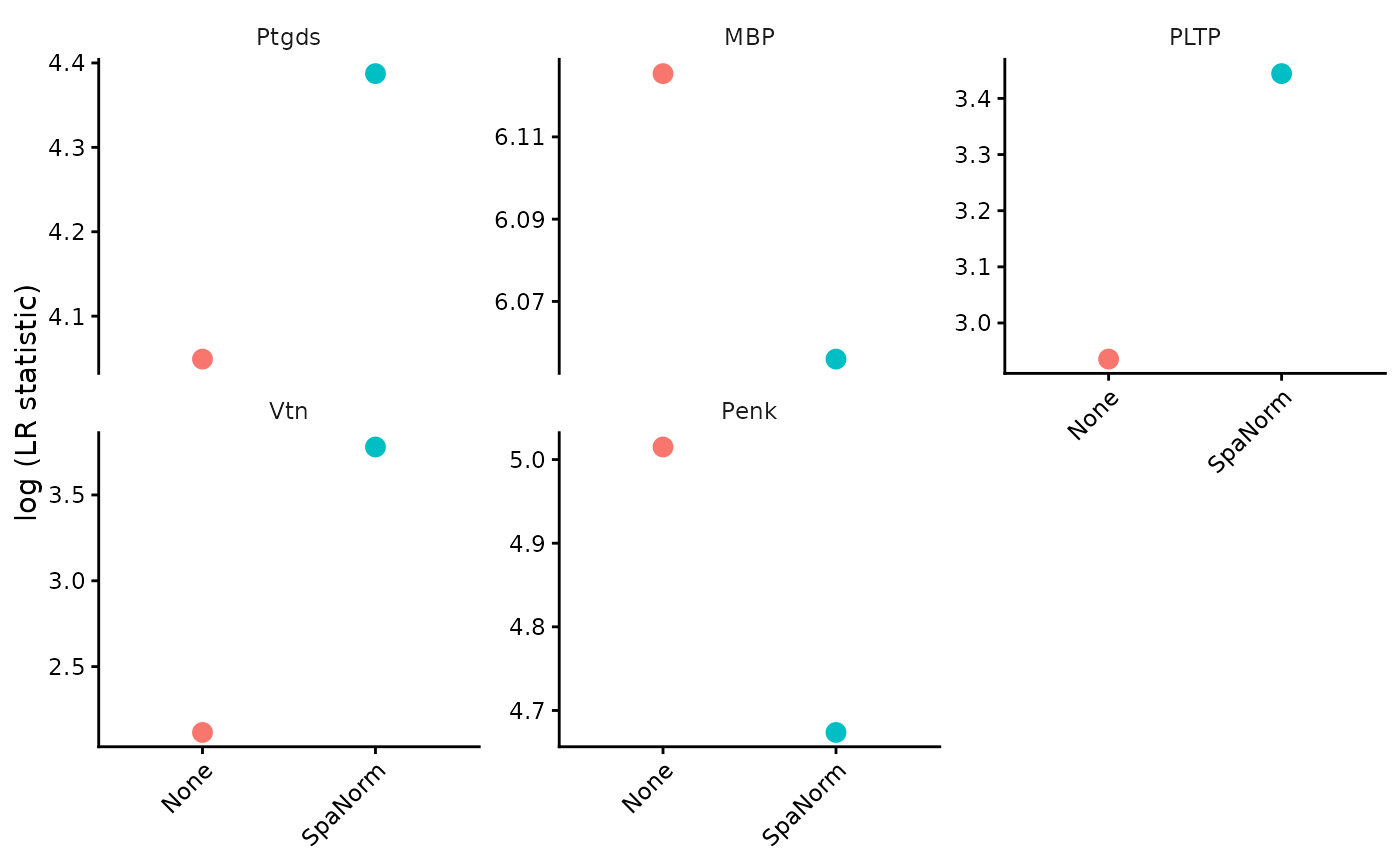 Ptgds
4.4
4.3
4.2
4.1
MBP
6.11
6.09
6.07
PLTP
3.4
3.3
3.2
3.1
3.0
None
SpaNorm
log (LR statistic)
Vtn
3.5
3.0
2.5
None
SpaNorm
Penk
5.0
4.9
4.8
4.7
None
SpaNorm